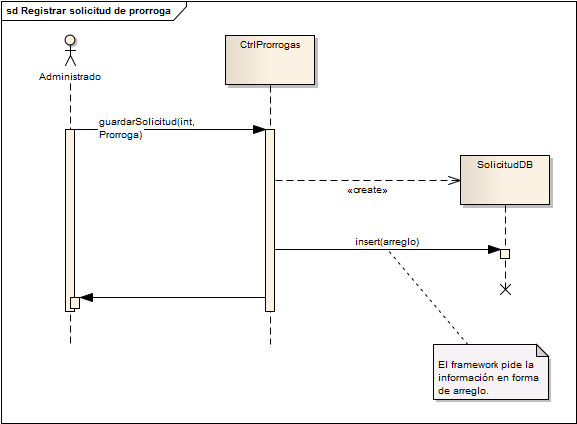 sd Registrar solicitud de prorroga
Administrado
CtrlProrrogas
guardarSolicitud(int,
Prorroga)
SolicitudDB
«create»
insert(arreglo)
El framework pide la
información en forma
de arreglo.